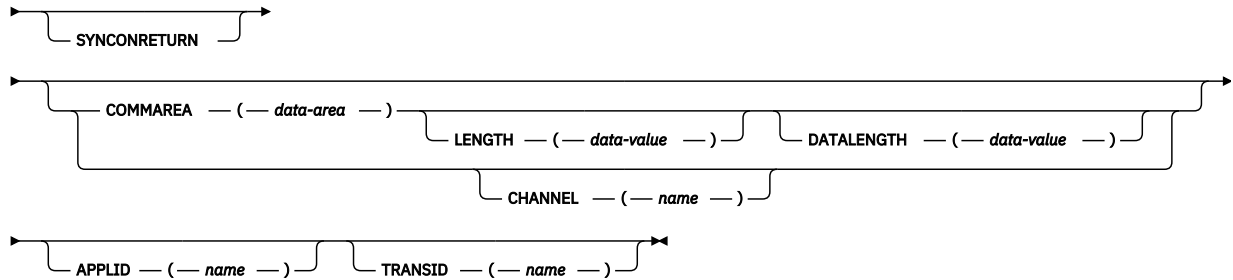 SYNCONRETURN
COMMAREA ( data-area )
LENGTH ( data-value ) DATALENGTH ( data-value )
CHANNEL ( name )
APPLID ( name ) TRANSID ( name )